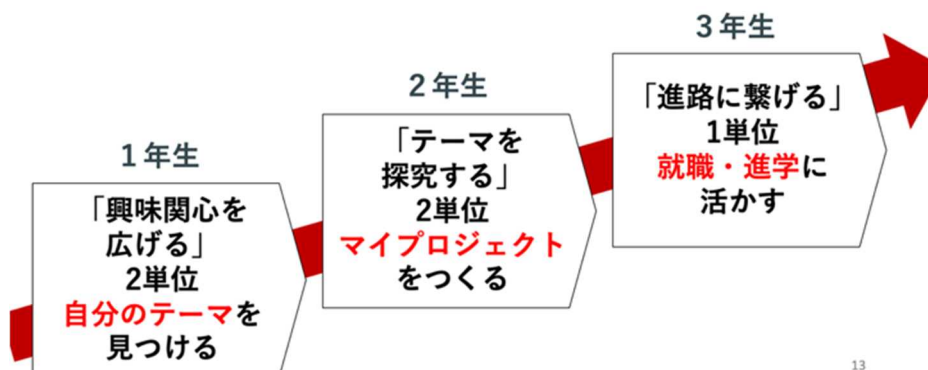 1年生
「興味関心を
広げる」
2単位
自分のテーマを
見つける
2年生
「テーマを
探究する」
2単位
マイプロジェクト
をつくる
3年生
「進路に繋げる」
1単位
就職・進学に
活かす
13